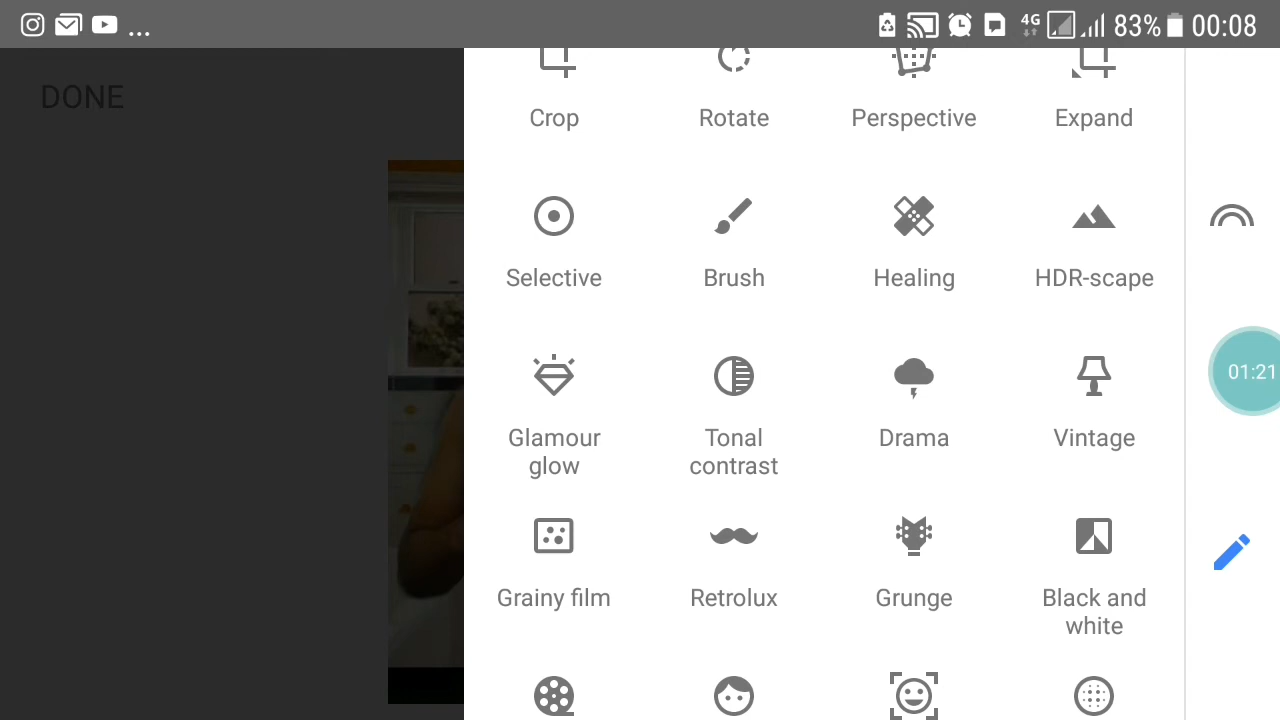 ... 4G 83% 00:08
DONE
Crop Rotate Perspective Expand
Selective Brush Healing HDR-scape
Glamour glow
Tonal contrast
Drama Vintage
01:21
Grainy film Retrolux Grunge
Black and white